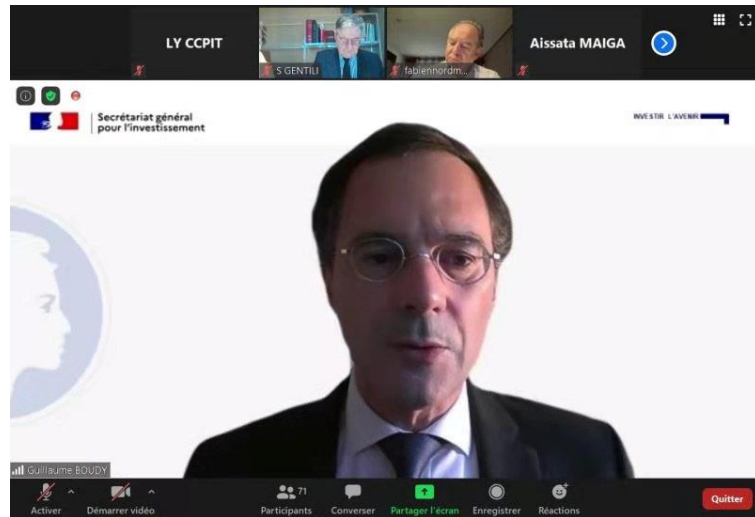 LY CCPIT
S GENTILI
fabiennordm...
Aissata MAIGA
Secrétariat général
pour l'investissement
INVESTIR L'AVENIR
Guillaume BOUDY
71
Activer
Démarrer vidéo
Participants
Converser
Partager l'écran
Enregistrer
Réactions
Quitter